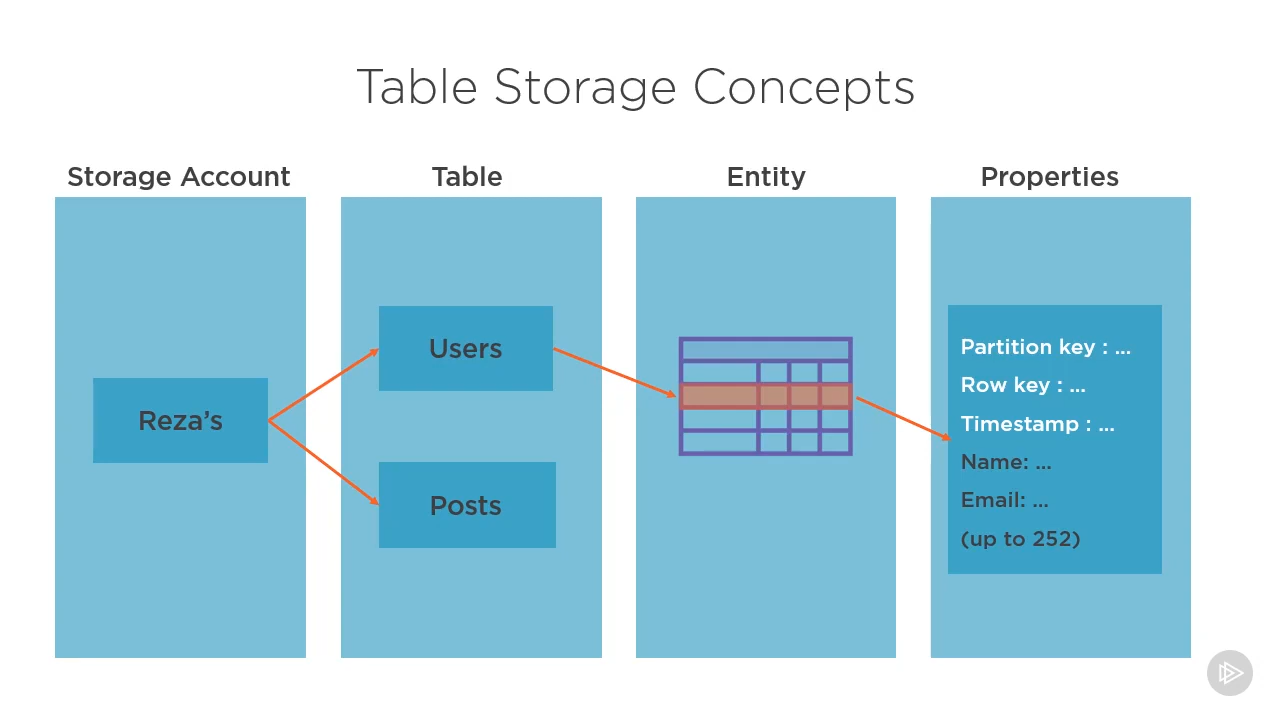 Table Storage Concepts
Storage Account
Table
Entity
Properties
Reza’s
Users
Posts
Partition key : ...
Row key : ...
Timestamp : ...
Name: ...
Email: ...
(up to 252)